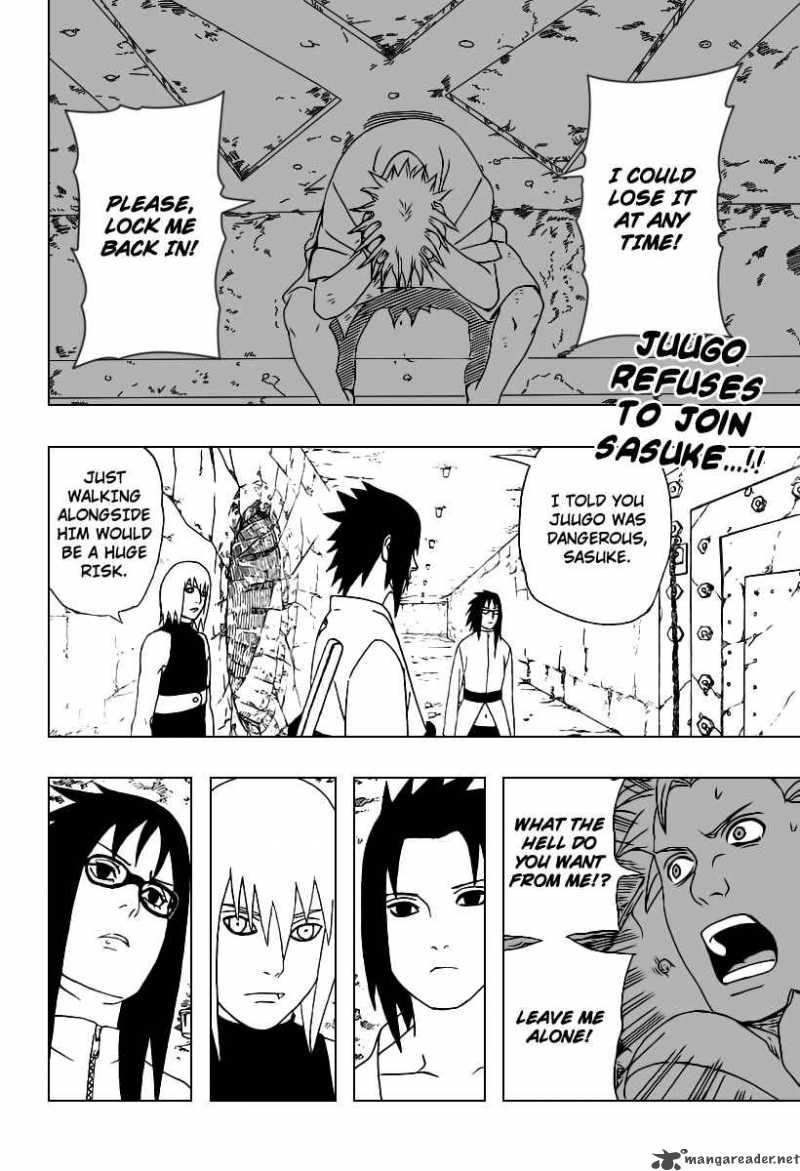 I COULD
LOSE IT
AT ANY
TIME!
PLEASE,
LOCK ME
BACK IN!
JUUGO
REFUSES
TO JOIN
SASUKE...!!
I TOLD YOU
JUUGO WAS
DANGEROUS,
SASUKE.
JUST
WALKING
ALONGSIDE
HIM WOULD
BE A HUGE
RISK.
WHAT THE
HELL DO
YOU WANT
FROM ME!?
LEAVE ME
ALONE!
mangareader.net